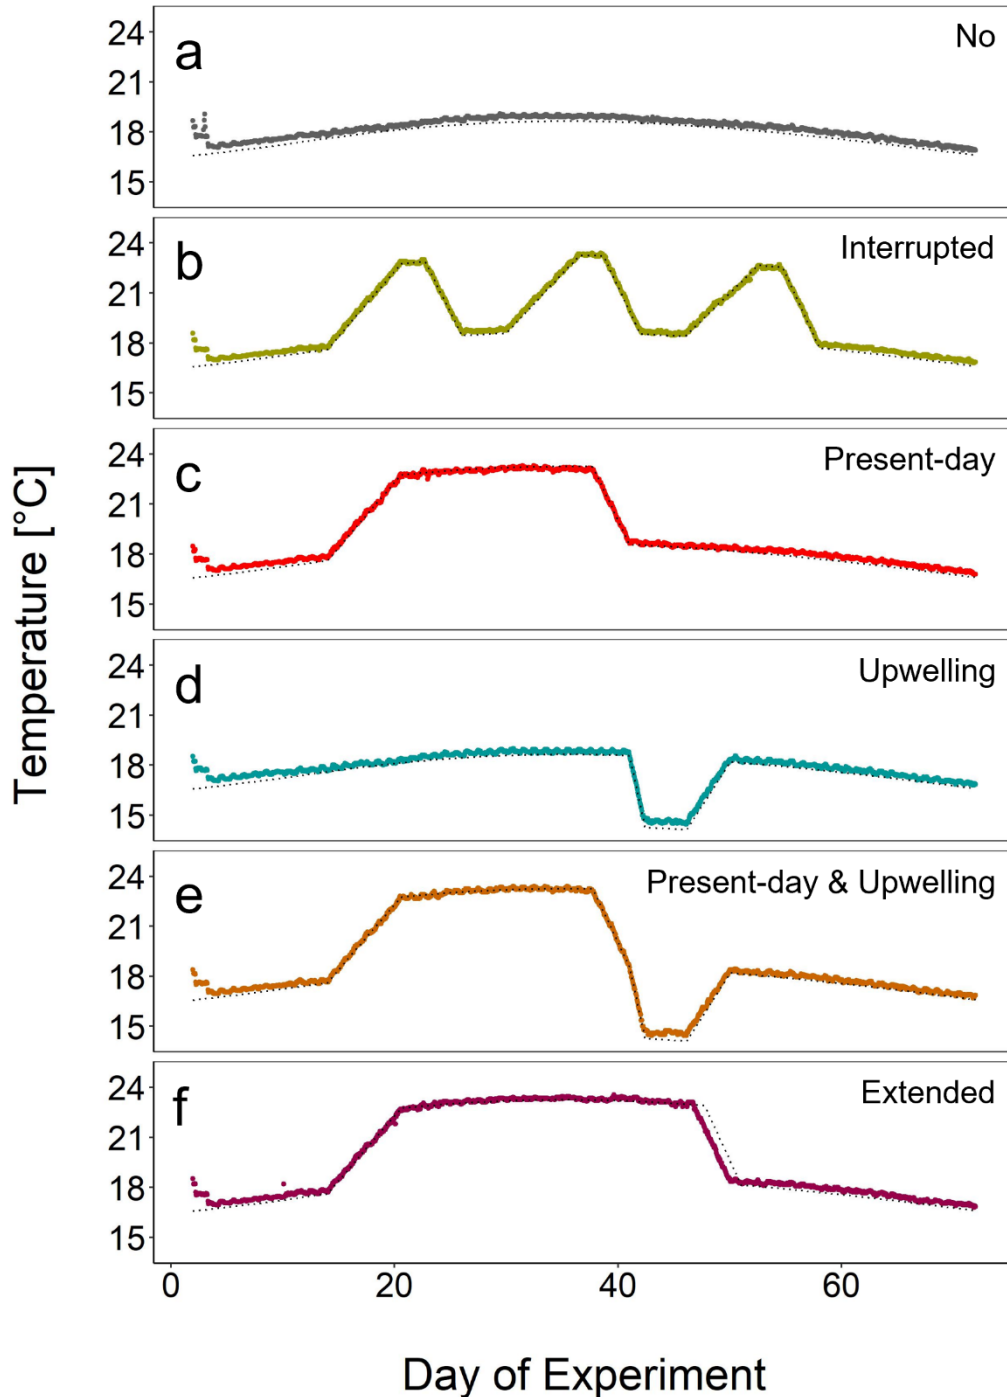 Temperature [°C]
a
No
24
21
18
15
b
Interrupted
24
21
18
15
c
Present-day
24
21
18
15
d
Upwelling
24
21
18
15
e
Present-day & Upwelling
24
21
18
15
f
Extended
24
21
18
15
0 20 40 60
Day of Experiment